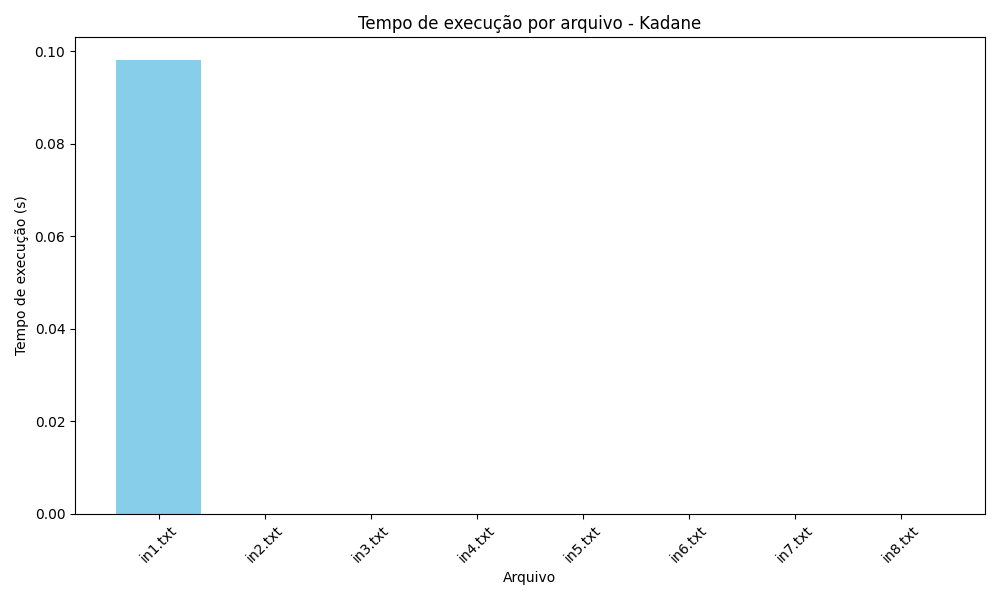 Tempo de execução por arquivo - Kadane
Tempo de execução (s)
0.10
0.08
0.06
0.04
0.02
0.00
in1.txt
in2.txt
in3.txt
in4.txt
in5.txt
in6.txt
in7.txt
in8.txt
Arquivo